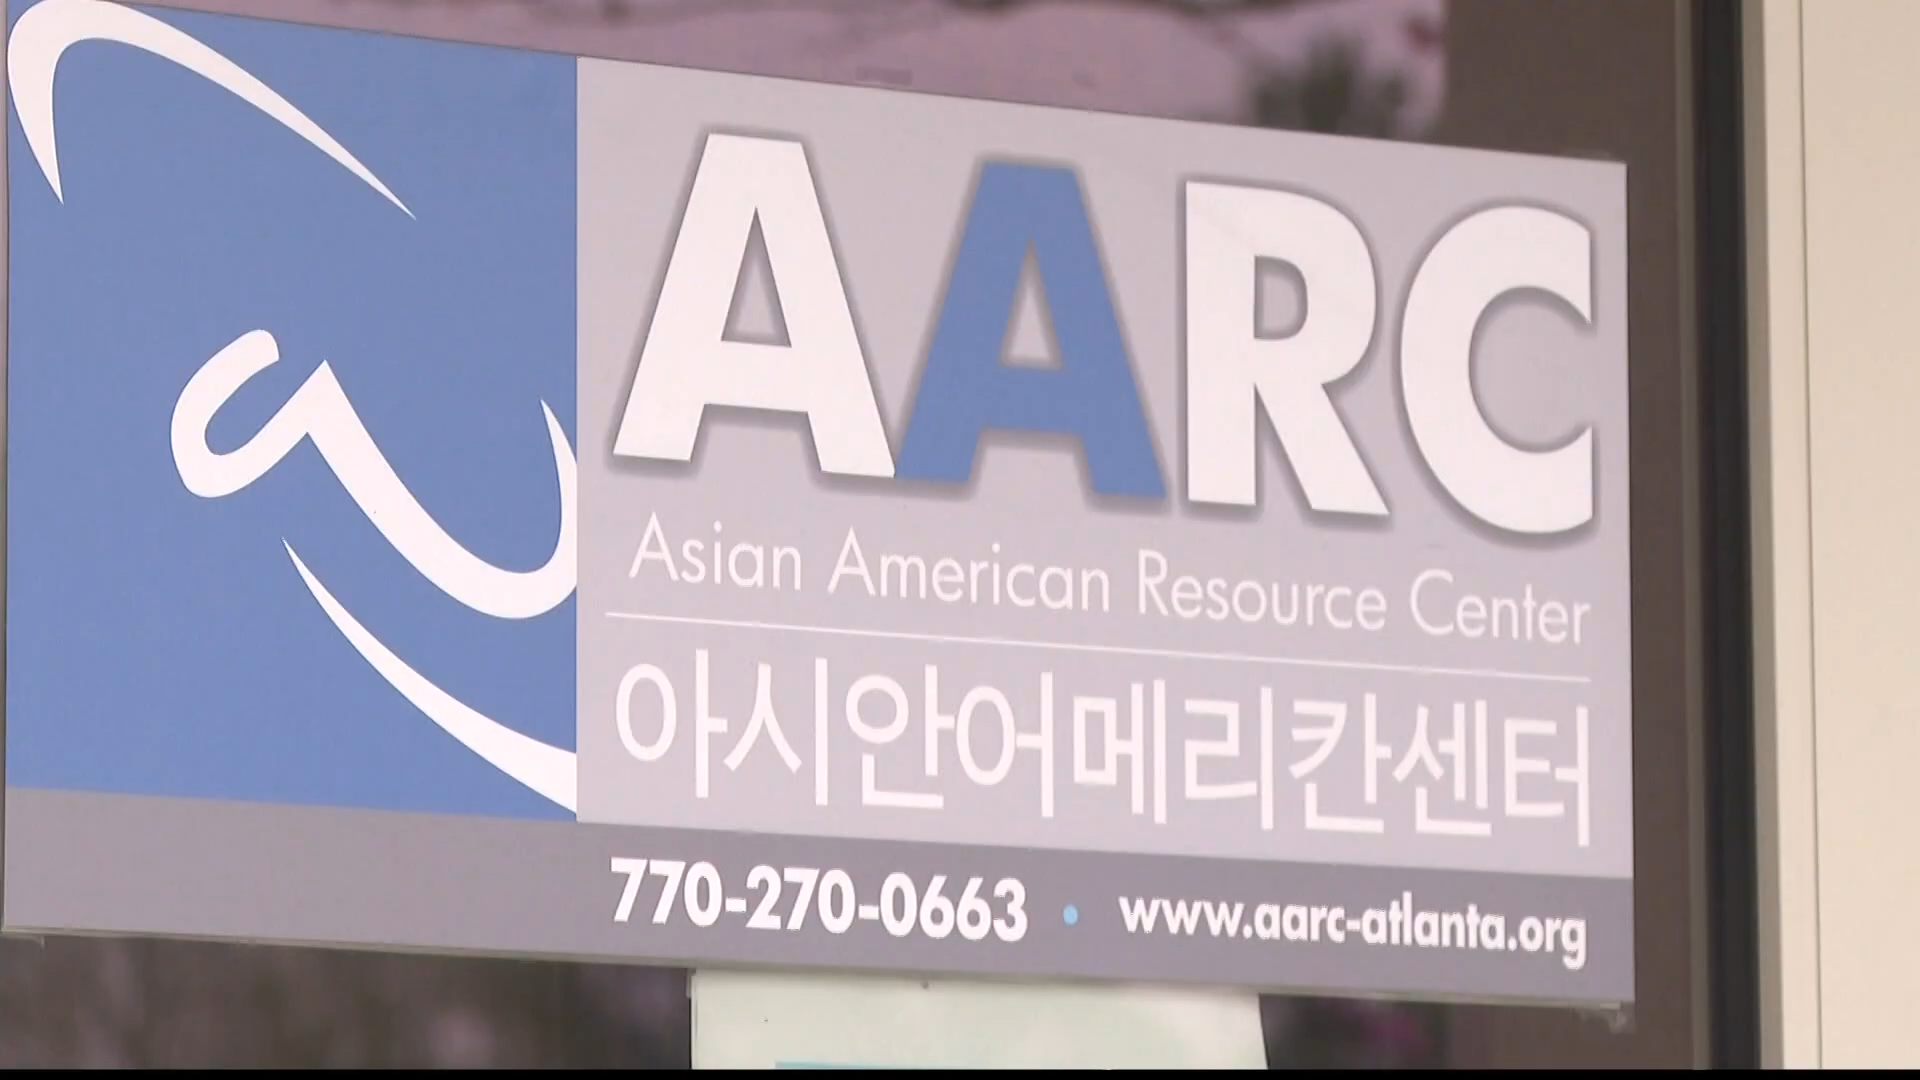 AARC
Asian American Resource Center
아시안어메리칸센터
770-270-0663 • www.aarc-atlanta.org